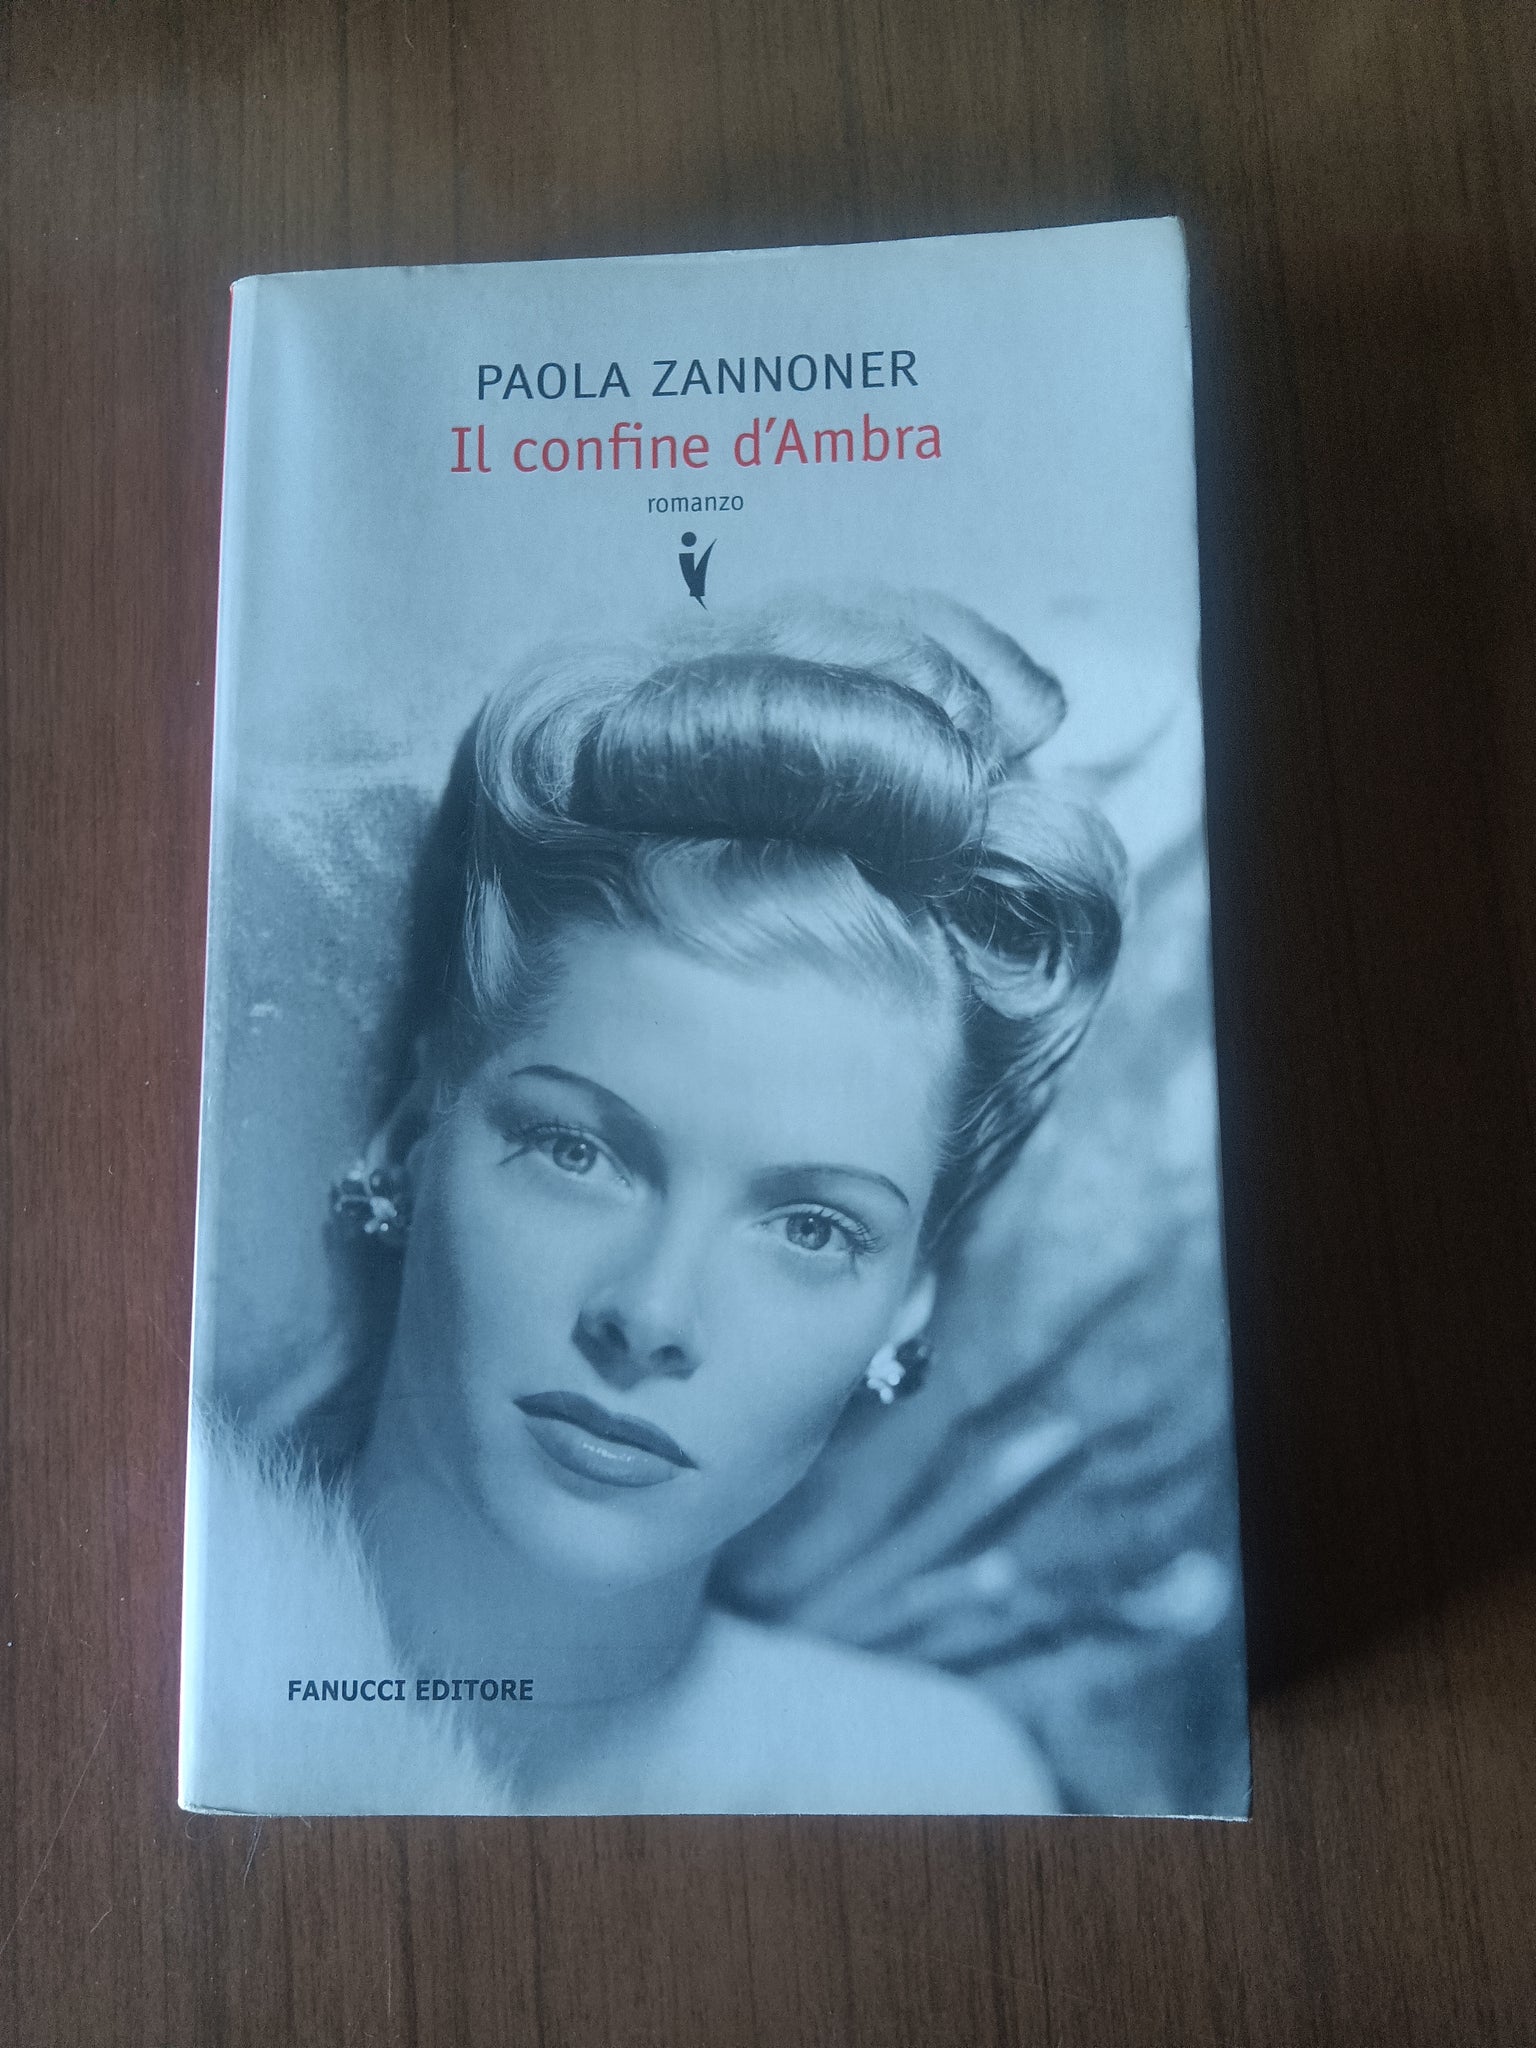 PAOLA ZANNONER
Il confine d'Ambra
romanzo
FANUCCI EDITORE